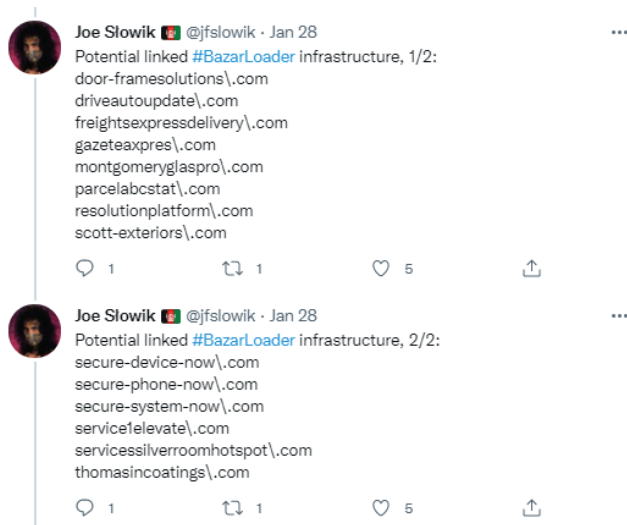 Joe Słowik @jfslowik · Jan 28
Potential linked #BazarLoader infrastructure, 1/2:
door-framesolutions\.com
driveautoupdate\.com
freightsexpressdelivery\.com
gazeteaxpres\.com
montgomeryglaspro\.com
parcelabcstat\.com
resolutionplatform\.com
scott-exteriors\.com
1 1 5
Joe Słowik @jfslowik · Jan 28
Potential linked #BazarLoader infrastructure, 2/2:
secure-device-now\.com
secure-phone-now\.com
secure-system-now\.com
service1elevate\.com
servicessilverroomhotspot\.com
thomasincoatings\.com
1 1 5